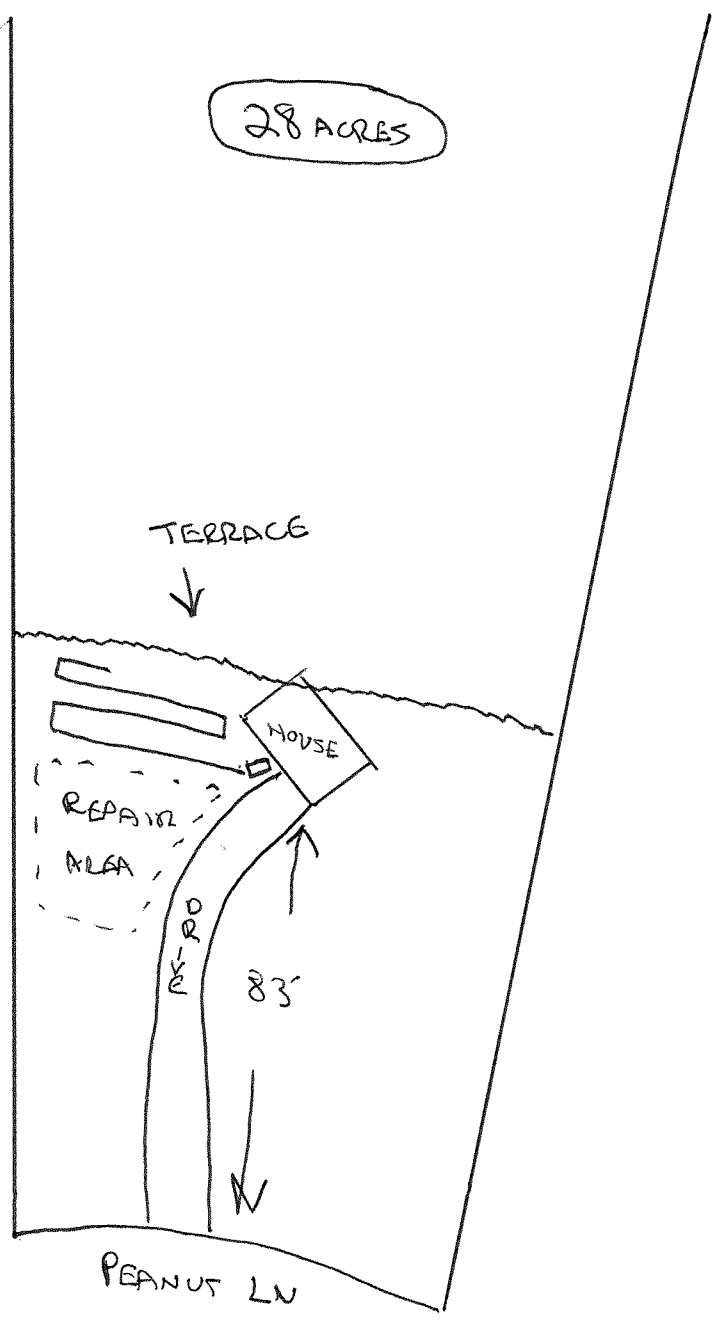 28 ACRES
TERRACE
HOUSE
REPAIR
AREA
DRIVE
83'
PEANUT LN